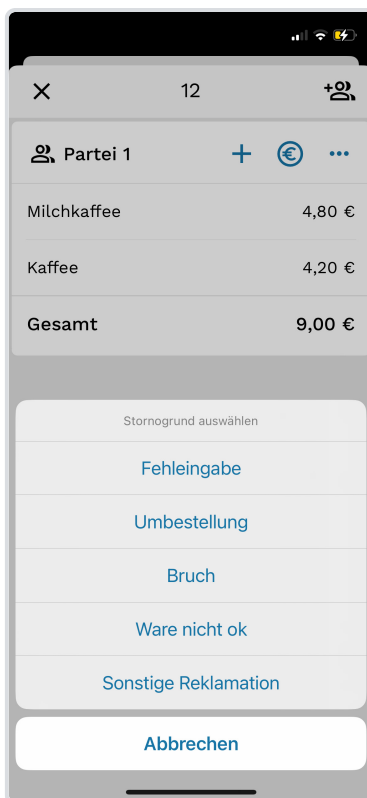 12
Partei 1
Milchkaffee 4,80 €
Kaffee 4,20 €
Gesamt 9,00 €
Stornogrund auswählen
Fehleingabe
Umbestellung
Bruch
Ware nicht ok
Sonstige Reklamation
Abbrechen